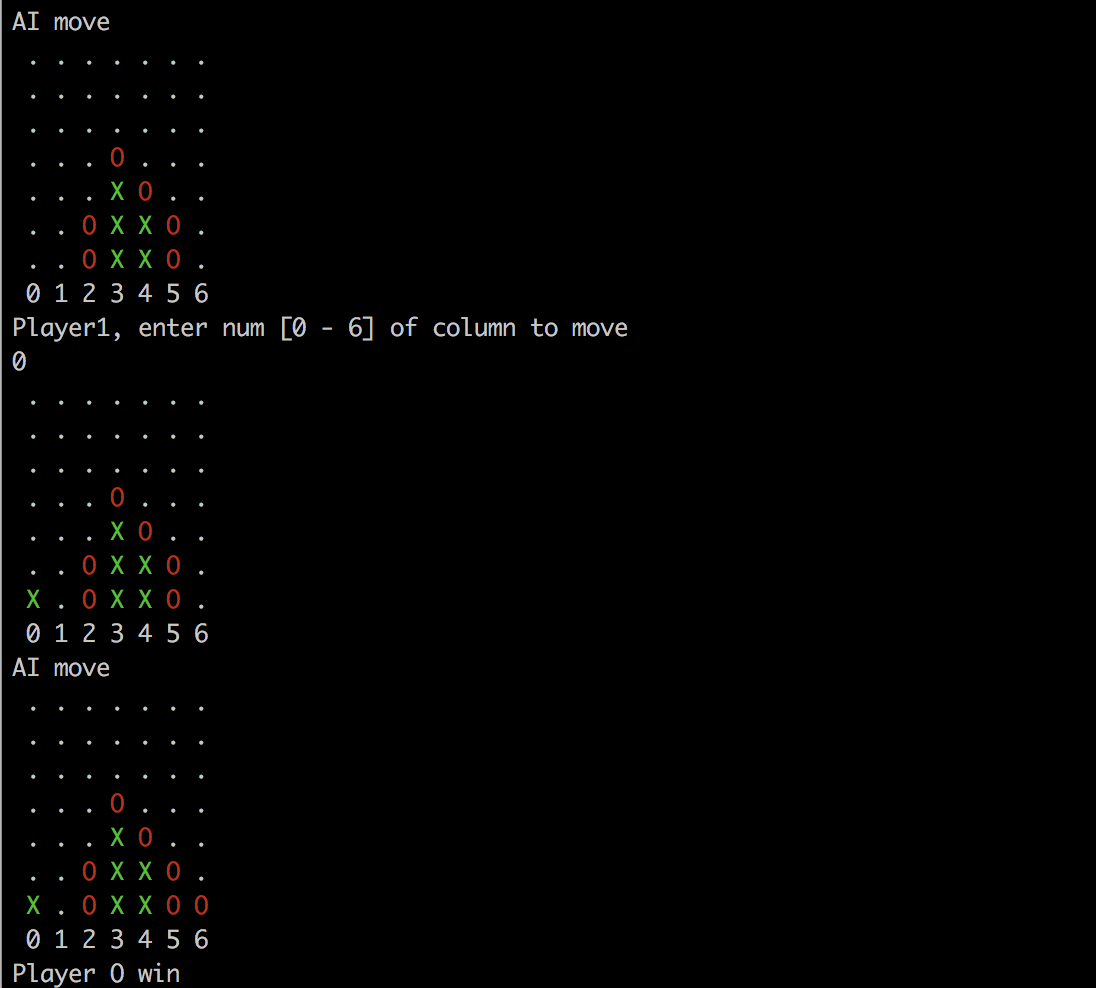 AI move
. . . . . . .
. . . . . . .
. . . . . . .
. . . O . . .
. . . X O . .
. . O X X O .
. . O X X O .
0 1 2 3 4 5 6
Player1, enter num [0 - 6] of column to move
0
. . . . . . .
. . . . . . .
. . . . . . .
. . . O . . .
. . . X O . .
. . O X X O .
X . O X X O .
0 1 2 3 4 5 6
AI move
. . . . . . .
. . . . . . .
. . . . . . .
. . . O . . .
. . . X O . .
. . O X X O .
X . O X X O O
0 1 2 3 4 5 6
Player O win